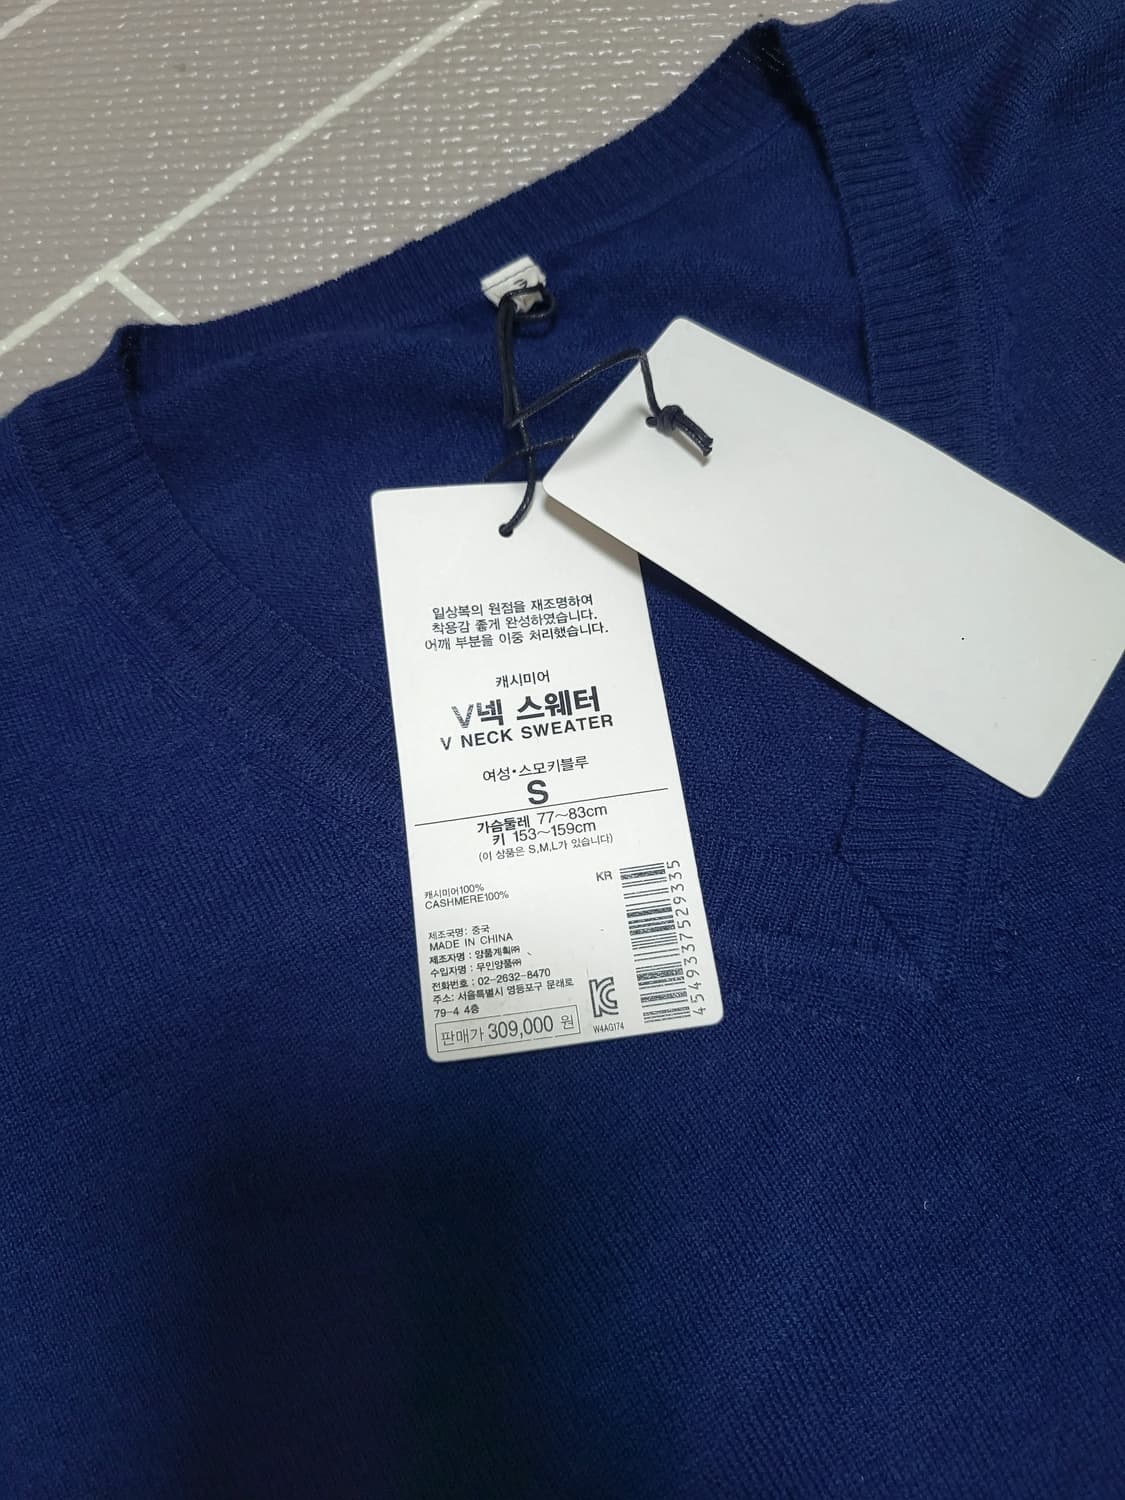 일상복의 원점을 재조명하여
착용감 좋게 완성하였습니다.
어깨 부분을 이중 처리했습니다.
캐시미어
V넥 스웨터
V NECK SWEATER
여성·스모키블루
S
가슴둘레 77~83cm
키 153~159cm
(이 상품은 S,M,L가 있습니다)
캐시미어100%
CASHMERE100%
KR
제조국명: 중국
MADE IN CHINA
제조자명 : 양품계획㈜
수입자명 : 무인양품㈜
전화번호 : 02-2632-8470
주소: 서울특별시 영등포구 문래로
79-4 4층
판매가 309,000 원
W4AG174
4549337529335